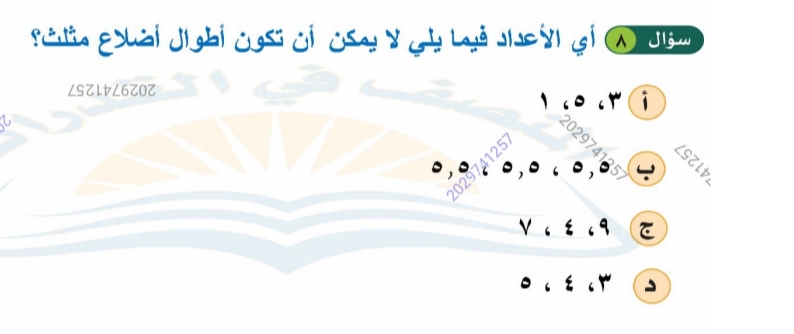 سؤال ٨ أي الأعداد فيما يلي لا يمكن أن تكون أطوال أضلاع مثلث؟
2029741257
أ ٣، ٥، ١
2029741257
ب ٥,٥ ، ٥,٥ ، ٥,٥
2029741257
741257
ج ٩، ٤، ٧
د ٣، ٤، ٥